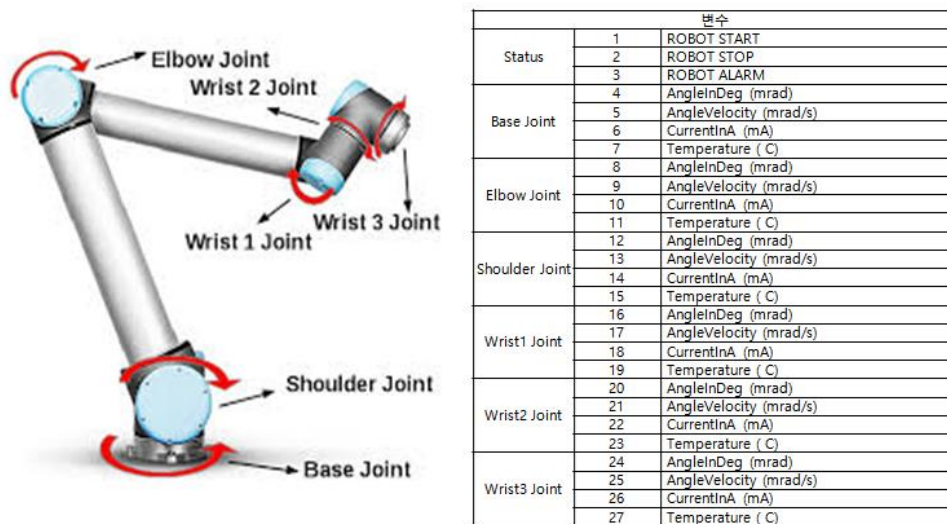 Elbow Joint
Wrist 2 Joint
Wrist 3 Joint
Wrist 1 Joint
Shoulder Joint
Base Joint
변수
Status
1 ROBOT START
2 ROBOT STOP
3 ROBOT ALARM
Base Joint
4 AngleInDeg (mrad)
5 AngleVelocity (mrad/s)
6 CurrentInA (mA)
7 Temperature ( C)
Elbow Joint
8 AngleInDeg (mrad)
9 AngleVelocity (mrad/s)
10 CurrentInA (mA)
11 Temperature ( C)
Shoulder Joint
12 AngleInDeg (mrad)
13 AngleVelocity (mrad/s)
14 CurrentInA (mA)
15 Temperature ( C)
Wrist1 Joint
16 AngleInDeg (mrad)
17 AngleVelocity (mrad/s)
18 CurrentInA (mA)
19 Temperature ( C)
Wrist2 Joint
20 AngleInDeg (mrad)
21 AngleVelocity (mrad/s)
22 CurrentInA (mA)
23 Temperature ( C)
Wrist3 Joint
24 AngleInDeg (mrad)
25 AngleVelocity (mrad/s)
26 CurrentInA (mA)
27 Temperature ( C)